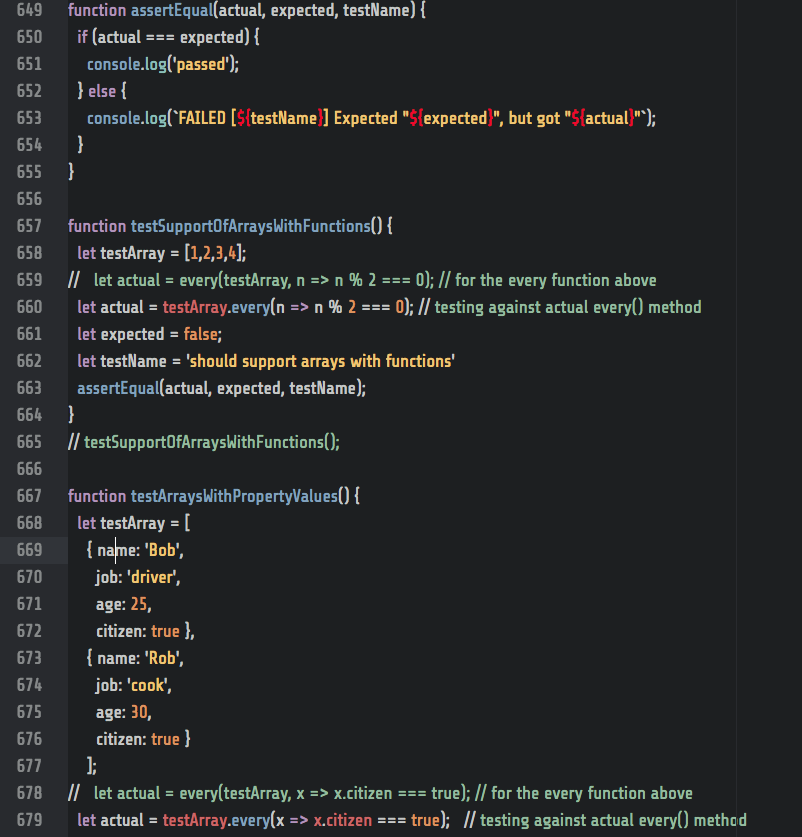 649 function assertEqual(actual, expected, testName) {
650   if (actual === expected) {
651     console.log('passed');
652   } else {
653     console.log(`FAILED [${testName}] Expected "${expected}", but got "${actual}"`);
654   }
655 }
656
657 function testSupportOfArraysWithFunctions() {
658   let testArray = [1,2,3,4];
659 //   let actual = every(testArray, n => n % 2 === 0); // for the every function above
660   let actual = testArray.every(n => n % 2 === 0); // testing against actual every() method
661   let expected = false;
662   let testName = 'should support arrays with functions'
663   assertEqual(actual, expected, testName);
664 }
665 // testSupportOfArraysWithFunctions();
666
667 function testArraysWithPropertyValues() {
668   let testArray = [
669     { name: 'Bob',
670       job: 'driver',
671       age: 25,
672       citizen: true },
673     { name: 'Rob',
674       job: 'cook',
675       age: 30,
676       citizen: true }
677     ];
678 //   let actual = every(testArray, x => x.citizen === true); // for the every function above
679   let actual = testArray.every(x => x.citizen === true);   // testing against actual every() method